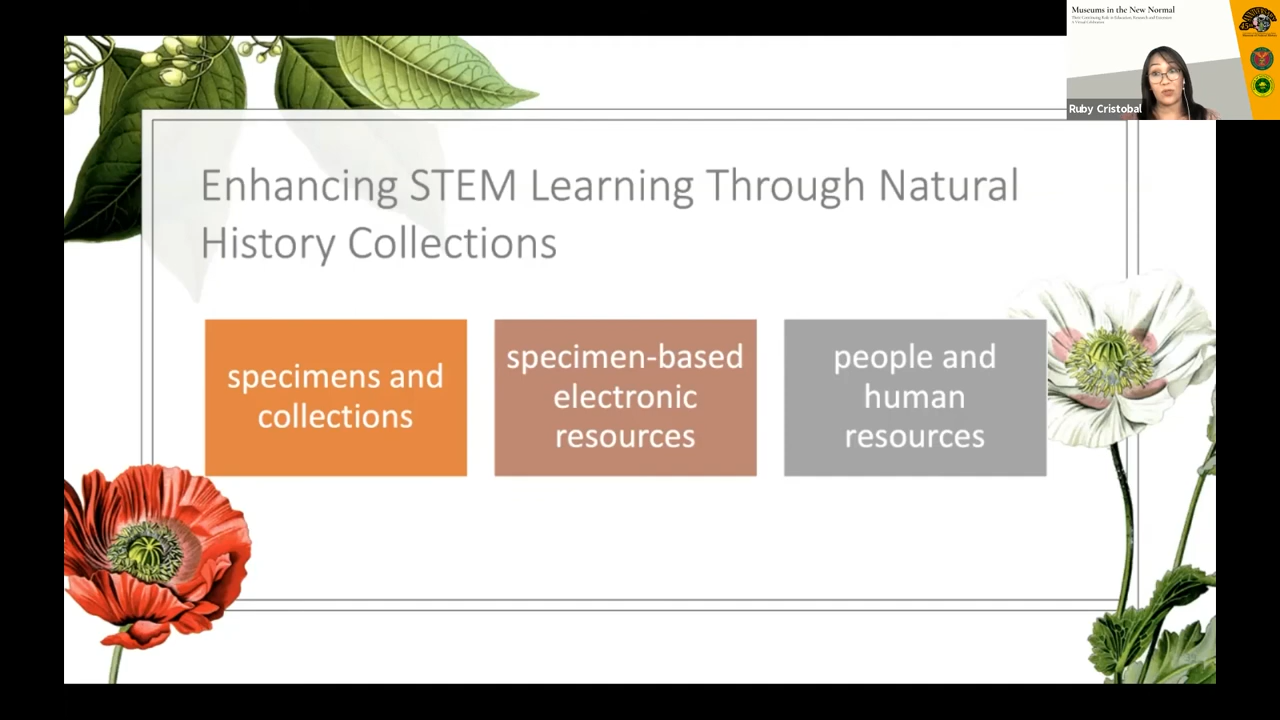 Museums in the New Normal
Their Continuing Role in Education, Research and Extension
Ruby Cristobal
Enhancing STEM Learning Through Natural
History Collections
specimens and
collections
specimen-based
electronic
resources
people and
human
resources